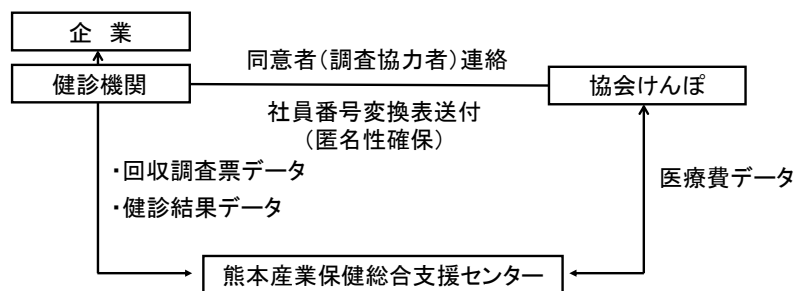 企 業
健診機関
同意者(調査協力者)連絡
協会けんぽ
社員番号変換表送付
(匿名性確保)
・回収調査票データ
・健診結果データ
医療費データ
熊本産業保健総合支援センター